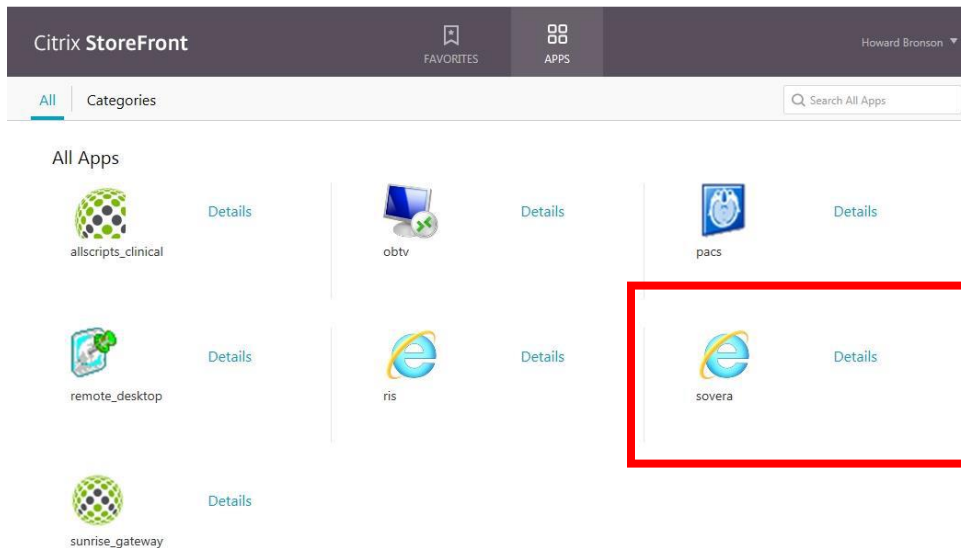 Citrix StoreFront
FAVORITES
APPS
Howard Bronson
All
Categories
Search All Apps
All Apps
Details
Details
Details
allscripts_clinical
obtv
pacs
Details
Details
Details
remote_desktop
ris
sovera
Details
sunrise_gateway